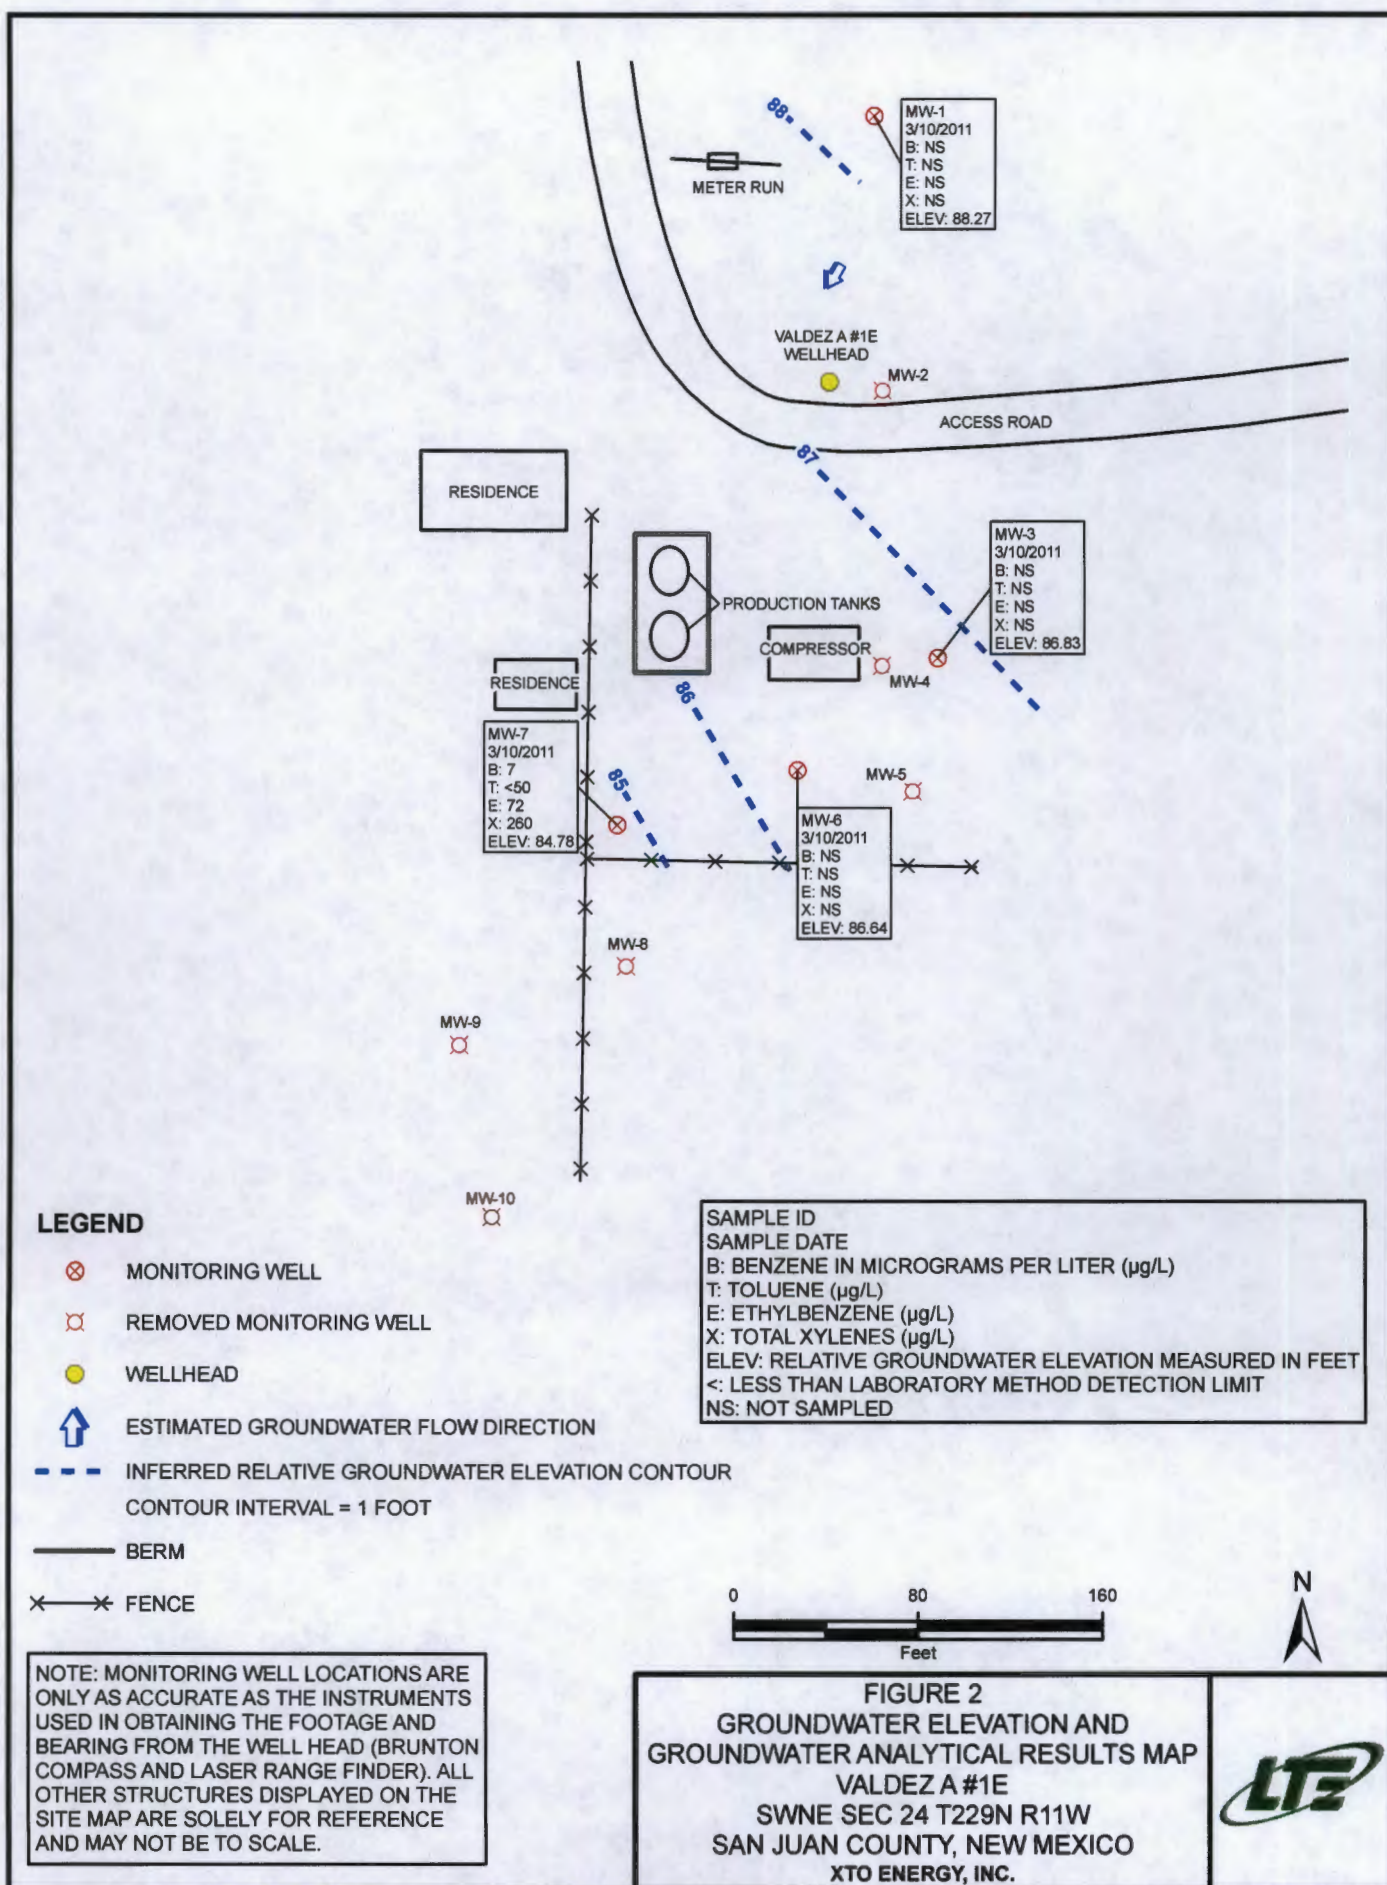 88
MW-1
3/10/2011
B: NS
T: NS
E: NS
X: NS
ELEV: 88.27
METER RUN
VALDEZ A #1E
WELLHEAD
MW-2
ACCESS ROAD
87
RESIDENCE
MW-3
3/10/2011
B: NS
T: NS
E: NS
X: NS
ELEV: 86.83
PRODUCTION TANKS
COMPRESSOR
MW-4
RESIDENCE
86
MW-7
3/10/2011
B: 7
T: <50
E: 72
X: 260
ELEV: 84.78
85
MW-5
MW-6
3/10/2011
B: NS
T: NS
E: NS
X: NS
ELEV: 86.64
MW-8
MW-9
MW-10
LEGEND
MONITORING WELL
REMOVED MONITORING WELL
WELLHEAD
ESTIMATED GROUNDWATER FLOW DIRECTION
INFERRED RELATIVE GROUNDWATER ELEVATION CONTOUR
CONTOUR INTERVAL = 1 FOOT
BERM
FENCE
SAMPLE ID
SAMPLE DATE
B: BENZENE IN MICROGRAMS PER LITER (µg/L)
T: TOLUENE (µg/L)
E: ETHYLBENZENE (µg/L)
X: TOTAL XYLENES (µg/L)
ELEV: RELATIVE GROUNDWATER ELEVATION MEASURED IN FEET
<: LESS THAN LABORATORY METHOD DETECTION LIMIT
NS: NOT SAMPLED
0 80 160
Feet
N
NOTE: MONITORING WELL LOCATIONS ARE
ONLY AS ACCURATE AS THE INSTRUMENTS
USED IN OBTAINING THE FOOTAGE AND
BEARING FROM THE WELL HEAD (BRUNTON
COMPASS AND LASER RANGE FINDER). ALL
OTHER STRUCTURES DISPLAYED ON THE
SITE MAP ARE SOLELY FOR REFERENCE
AND MAY NOT BE TO SCALE.
FIGURE 2
GROUNDWATER ELEVATION AND
GROUNDWATER ANALYTICAL RESULTS MAP
VALDEZ A #1E
SWNE SEC 24 T229N R11W
SAN JUAN COUNTY, NEW MEXICO
XTO ENERGY, INC.
LTE